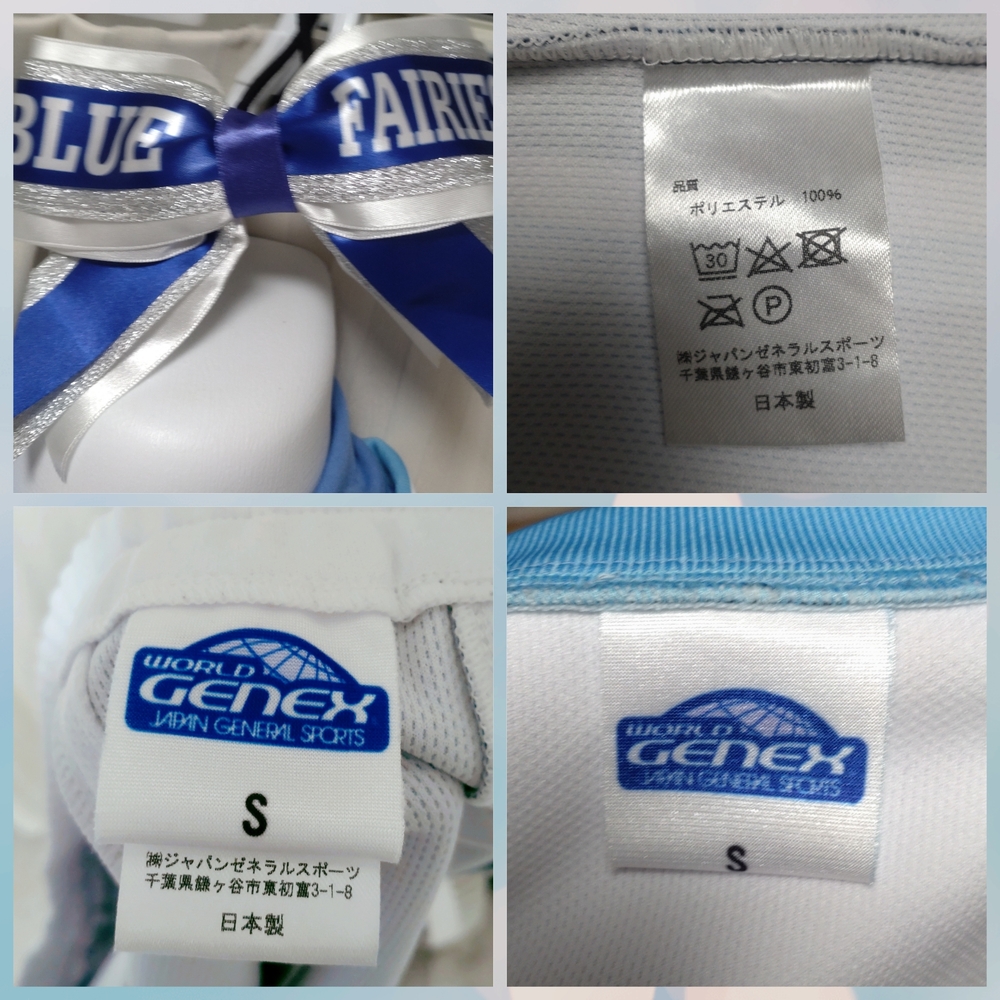 BLUE FAIRIES
品質
ポリエステル 100%
30
P
㈱ジャパンゼネラルスポーツ
千葉県鎌ヶ谷市東初富3-1-8
日本製
WORLD
GENEX
JAPAN GENERAL SPORTS
S
㈱ジャパンゼネラルスポーツ
千葉県鎌ヶ谷市東初富3-1-8
日本製
WORLD
GENEX
JAPAN GENERAL SPORTS
S